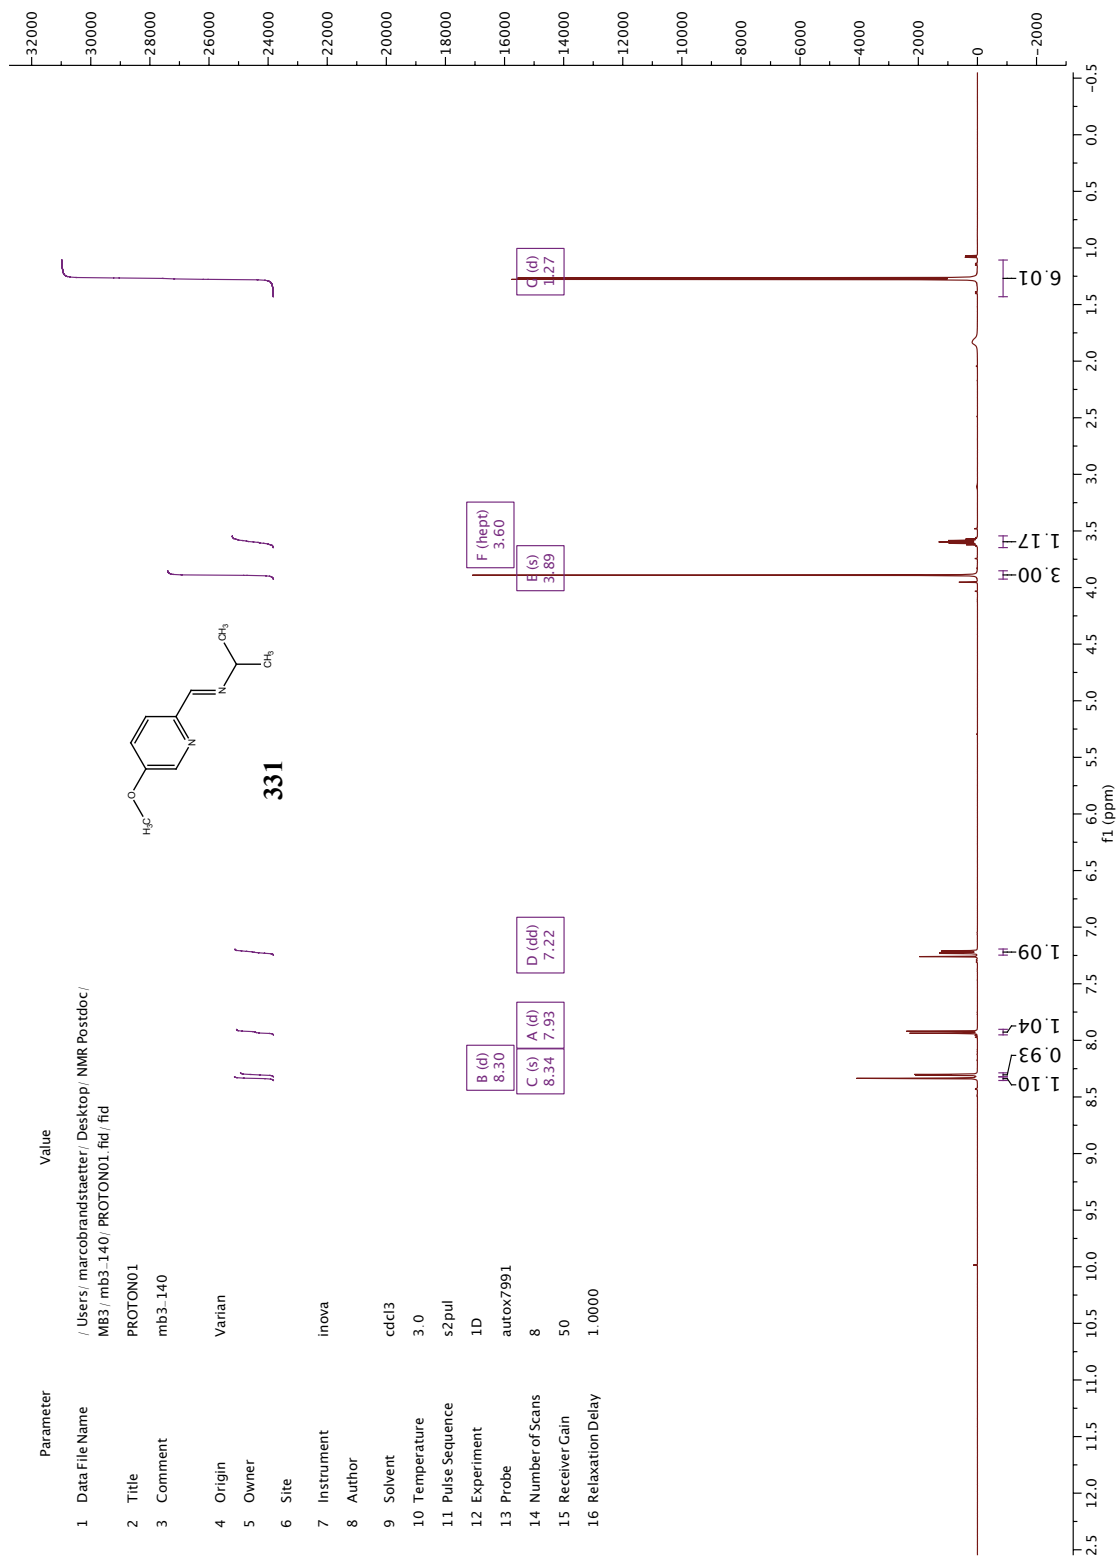 Parameter Value
1 Data File Name / Users/ marcobrandstaetter/ Desktop/ NMR Postdoc/
MB3/ mb3-140/ PROTON01.fid/ fid
2 Title PROTON01
3 Comment mb3-140
4 Origin Varian
5 Owner
6 Site
7 Instrument inova
8 Author
9 Solvent cdcl3
10 Temperature 3.0
11 Pulse Sequence s2pul
12 Experiment 1D
13 Probe autox7991
14 Number of Scans 8
15 Receiver Gain 50
16 Relaxation Delay 1.0000
H3C
O
N
N
CH3
CH3
331
B (d)
8.30
C (s)
8.34
A (d)
7.93
D (dd)
7.22
F (hept)
3.60
E (s)
3.89
G (d)
1.27
1.10
0.93
1.04
1.09
3.00
1.17
6.01
2.5 12.0 11.5 11.0 10.5 10.0 9.5 9.0 8.5 8.0 7.5 7.0 6.5 6.0 5.5 5.0 4.5 4.0 3.5 3.0 2.5 2.0 1.5 1.0 0.5 0.0 -0.5
f1 (ppm)
32000
30000
28000
26000
24000
22000
20000
18000
16000
14000
12000
10000
8000
6000
4000
2000
0
-2000